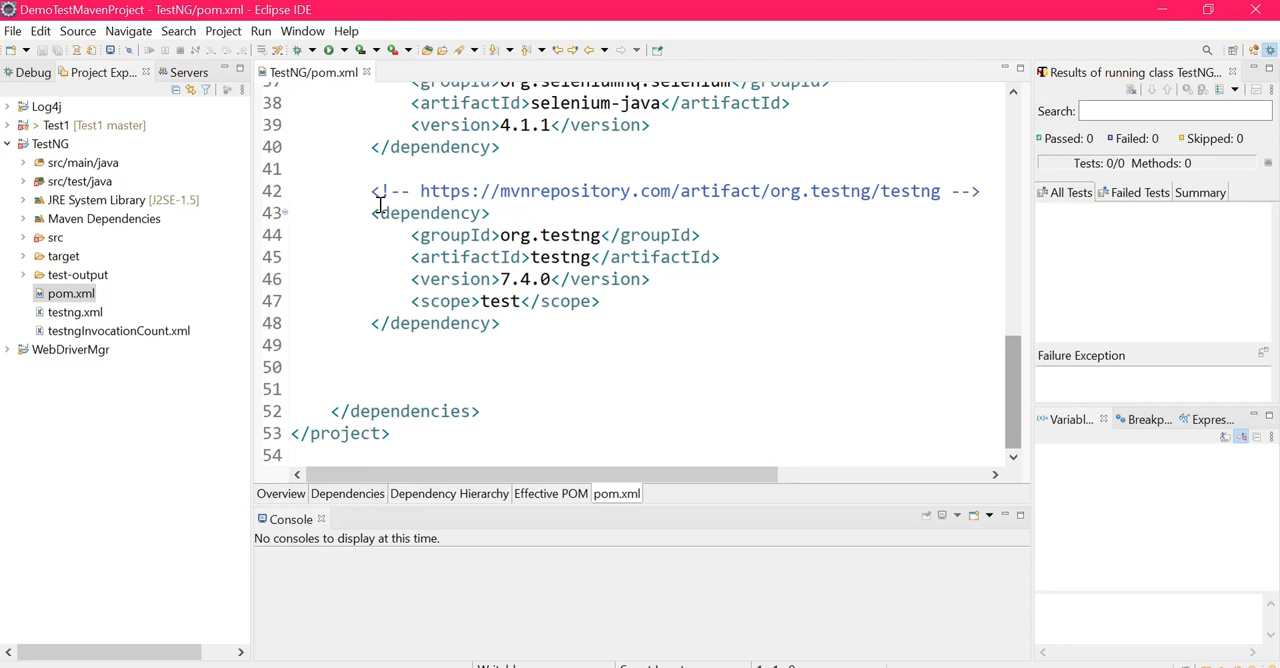 DemoTestMavenProject - TestNG/pom.xml - Eclipse IDE
File Edit Source Navigate Search Project Run Window Help
Debug Project Exp... Servers
TestNG/pom.xml
Results of running class TestNG...
Log4j
> Test1 [Test1 master]
TestNG
src/main/java
src/test/java
JRE System Library [J2SE-1.5]
Maven Dependencies
src
target
test-output
pom.xml
testng.xml
testngInvocationCount.xml
WebDriverMgr
37 <groupId>org.seleniumhq.selenium</groupId>
38 <artifactId>selenium-java</artifactId>
39 <version>4.1.1</version>
40 </dependency>
41
42 <!-- https://mvnrepository.com/artifact/org.testng/testng -->
43 <dependency>
44 <groupId>org.testng</groupId>
45 <artifactId>testng</artifactId>
46 <version>7.4.0</version>
47 <scope>test</scope>
48 </dependency>
49
50
51
52 </dependencies>
53 </project>
54
Overview Dependencies Dependency Hierarchy Effective POM pom.xml
Console
No consoles to display at this time.
Search:
Passed: 0 Failed: 0 Skipped: 0
Tests: 0/0 Methods: 0
All Tests Failed Tests Summary
Failure Exception
Variabl... Breakp... Expres...